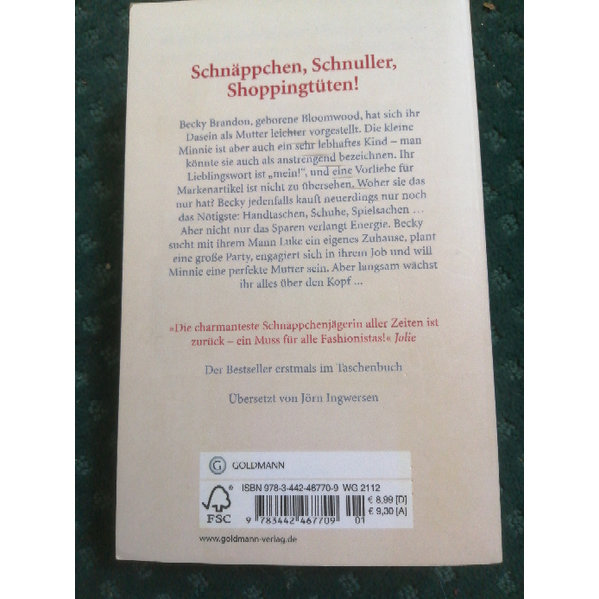 Schnäppchen, Schnuller,
Shoppingtüten!
Becky Brandon, geborene Bloomwood, hat sich ihr
Dasein als Mutter leichter vorgestellt. Die kleine
Minnie ist aber auch ein sehr lebhaftes Kind – man
könnte sie auch als anstrengend bezeichnen. Ihr
Lieblingswort ist „mein!“, und eine Vorliebe für
Markenartikel ist nicht zu übersehen. Woher sie das
nur hat? Becky jedenfalls kauft neuerdings nur noch
das Nötigste: Handtaschen, Schuhe, Spielsachen …
Aber nicht nur das Sparen verlangt Energie. Becky
sucht mit ihrem Mann Luke ein eigenes Zuhause, plant
eine große Party, engagiert sich in ihrem Job und will
Minnie eine perfekte Mutter sein. Aber langsam wächst
ihr alles über den Kopf ...
»Die charmanteste Schnäppchenjägerin aller Zeiten ist
zurück – ein Muss für alle Fashionistas!« Jolie
Der Bestseller erstmals im Taschenbuch
Übersetzt von Jörn Ingwersen
G GOLDMANN
ISBN 978-3-442-46770-9 WG 2112
€ 8,99 [D]
€ 9,30 [A]
FSC
9 783442 467709 01
www.goldmann-verlag.de